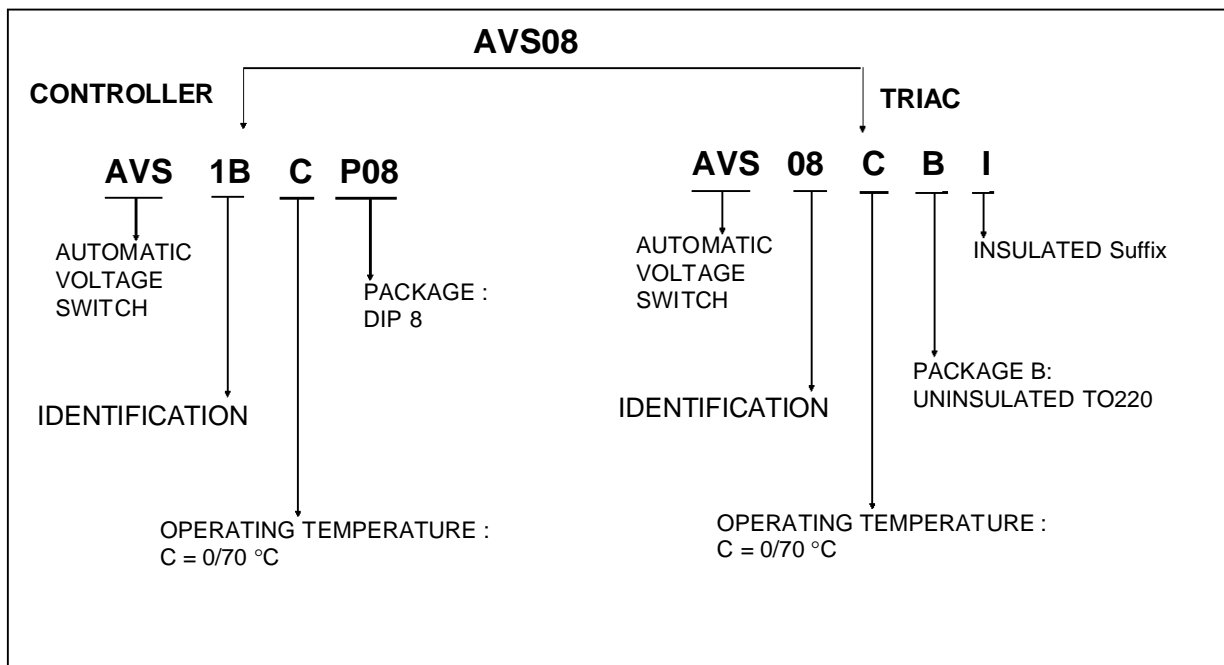 AVS08
CONTROLLER
TRIAC
AVS 1B C P08
AVS 08 C B I
AUTOMATIC
VOLTAGE
SWITCH
PACKAGE :
DIP 8
IDENTIFICATION
OPERATING TEMPERATURE :
C = 0/70 °C
AUTOMATIC
VOLTAGE
SWITCH
INSULATED Suffix
PACKAGE B:
UNINSULATED TO220
IDENTIFICATION
OPERATING TEMPERATURE :
C = 0/70 °C